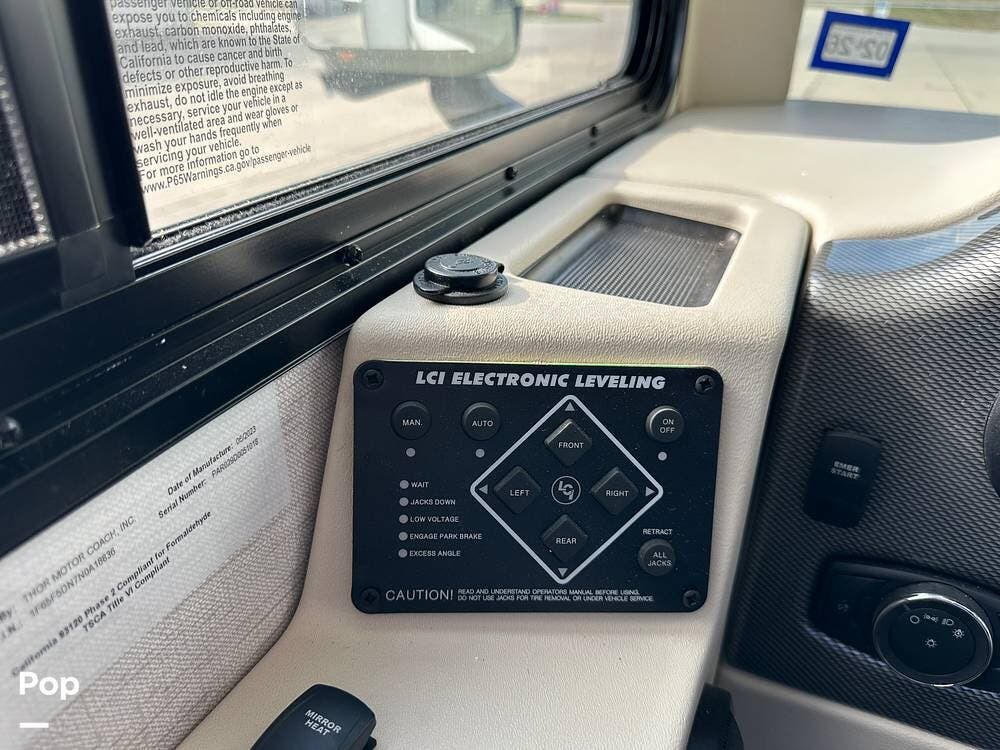 passenger vehicle or off-road vehicle can
expose you to chemicals including engine
exhaust, carbon monoxide, phthalates,
and lead, which are known to the State of
California to cause cancer and birth
defects or other reproductive harm. To
minimize exposure, avoid breathing
exhaust, do not idle the engine except as
necessary, service your vehicle in a
well-ventilated area and wear gloves or
wash your hands frequently when
servicing your vehicle.
For more information go to
www.P65Warnings.ca.gov/passenger-vehicle
02-26
LCI ELECTRONIC LEVELING
MAN.
AUTO
ON
OFF
FRONT
LEFT
LCI
RIGHT
REAR
WAIT
JACKS DOWN
LOW VOLTAGE
ENGAGE PARK BRAKE
EXCESS ANGLE
RETRACT
ALL
JACKS
CAUTION! READ AND UNDERSTAND OPERATORS MANUAL BEFORE USING.
DO NOT USE JACKS FOR TIRE REMOVAL OR UNDER VEHICLE SERVICE.
EMER
START
Date of Manufacture: 06/2023
Serial Number:
By: THOR MOTOR COACH, INC.
California 93120 Phase 2 Compliant for Formaldehyde
TSCA Title VI Compliant
MIRROR
HEAT
Pop